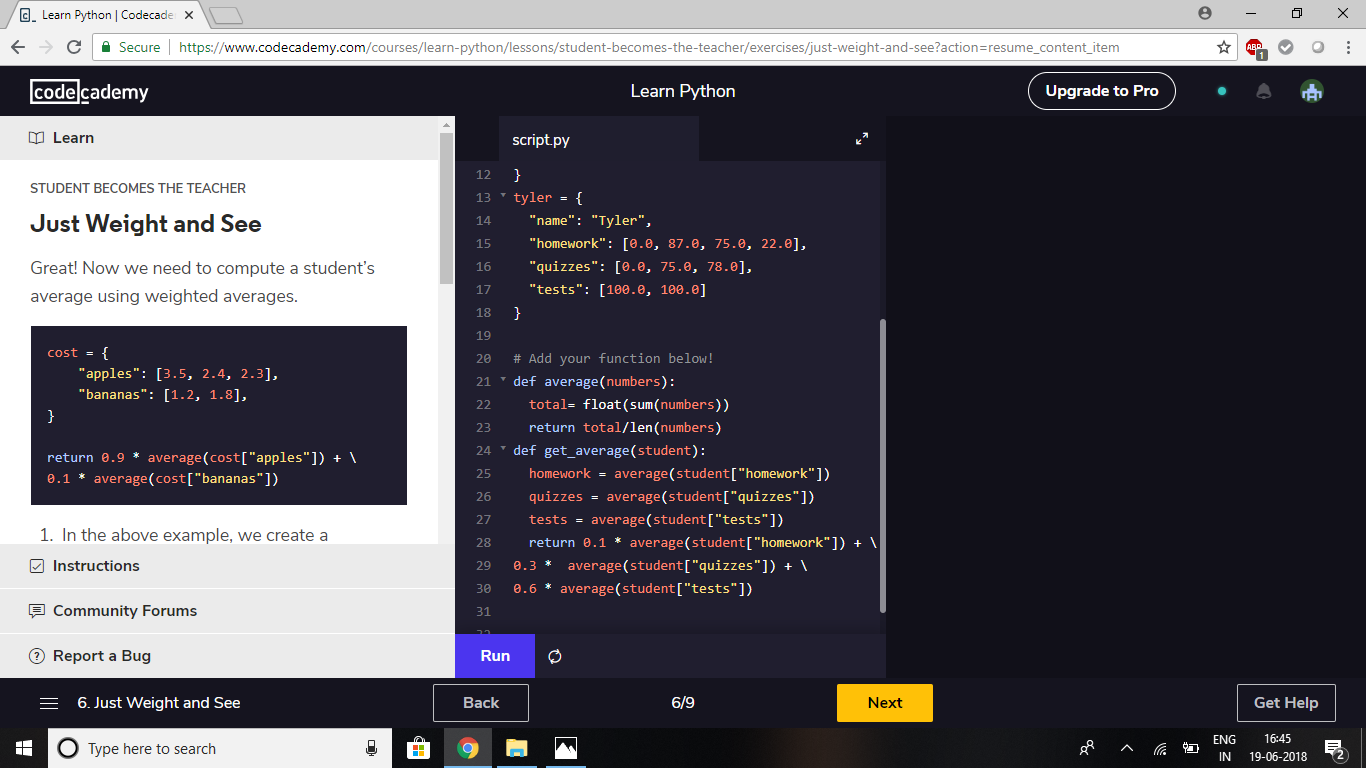 Learn Python | Codecade
Secure | https://www.codecademy.com/courses/learn-python/lessons/student-becomes-the-teacher/exercises/just-weight-and-see?action=resume_content_item
ABP
1
codecademy
Learn Python
Upgrade to Pro
Learn
STUDENT BECOMES THE TEACHER
Just Weight and See
Great! Now we need to compute a student’s
average using weighted averages.
cost = {
"apples": [3.5, 2.4, 2.3],
"bananas": [1.2, 1.8],
}
return 0.9 * average(cost["apples"]) + \
0.1 * average(cost["bananas"])
1. In the above example, we create a
Instructions
Community Forums
Report a Bug
script.py
12 }
13 tyler = {
14 "name": "Tyler",
15 "homework": [0.0, 87.0, 75.0, 22.0],
16 "quizzes": [0.0, 75.0, 78.0],
17 "tests": [100.0, 100.0]
18 }
19
20 # Add your function below!
21 def average(numbers):
22 total= float(sum(numbers))
23 return total/len(numbers)
24 def get_average(student):
25 homework = average(student["homework"])
26 quizzes = average(student["quizzes"])
27 tests = average(student["tests"])
28 return 0.1 * average(student["homework"]) + \
29 0.3 *  average(student["quizzes"]) + \
30 0.6 * average(student["tests"])
31
Run
6. Just Weight and See
Back
6/9
Next
Get Help
Type here to search
ENG
IN
16:45
19-06-2018
2